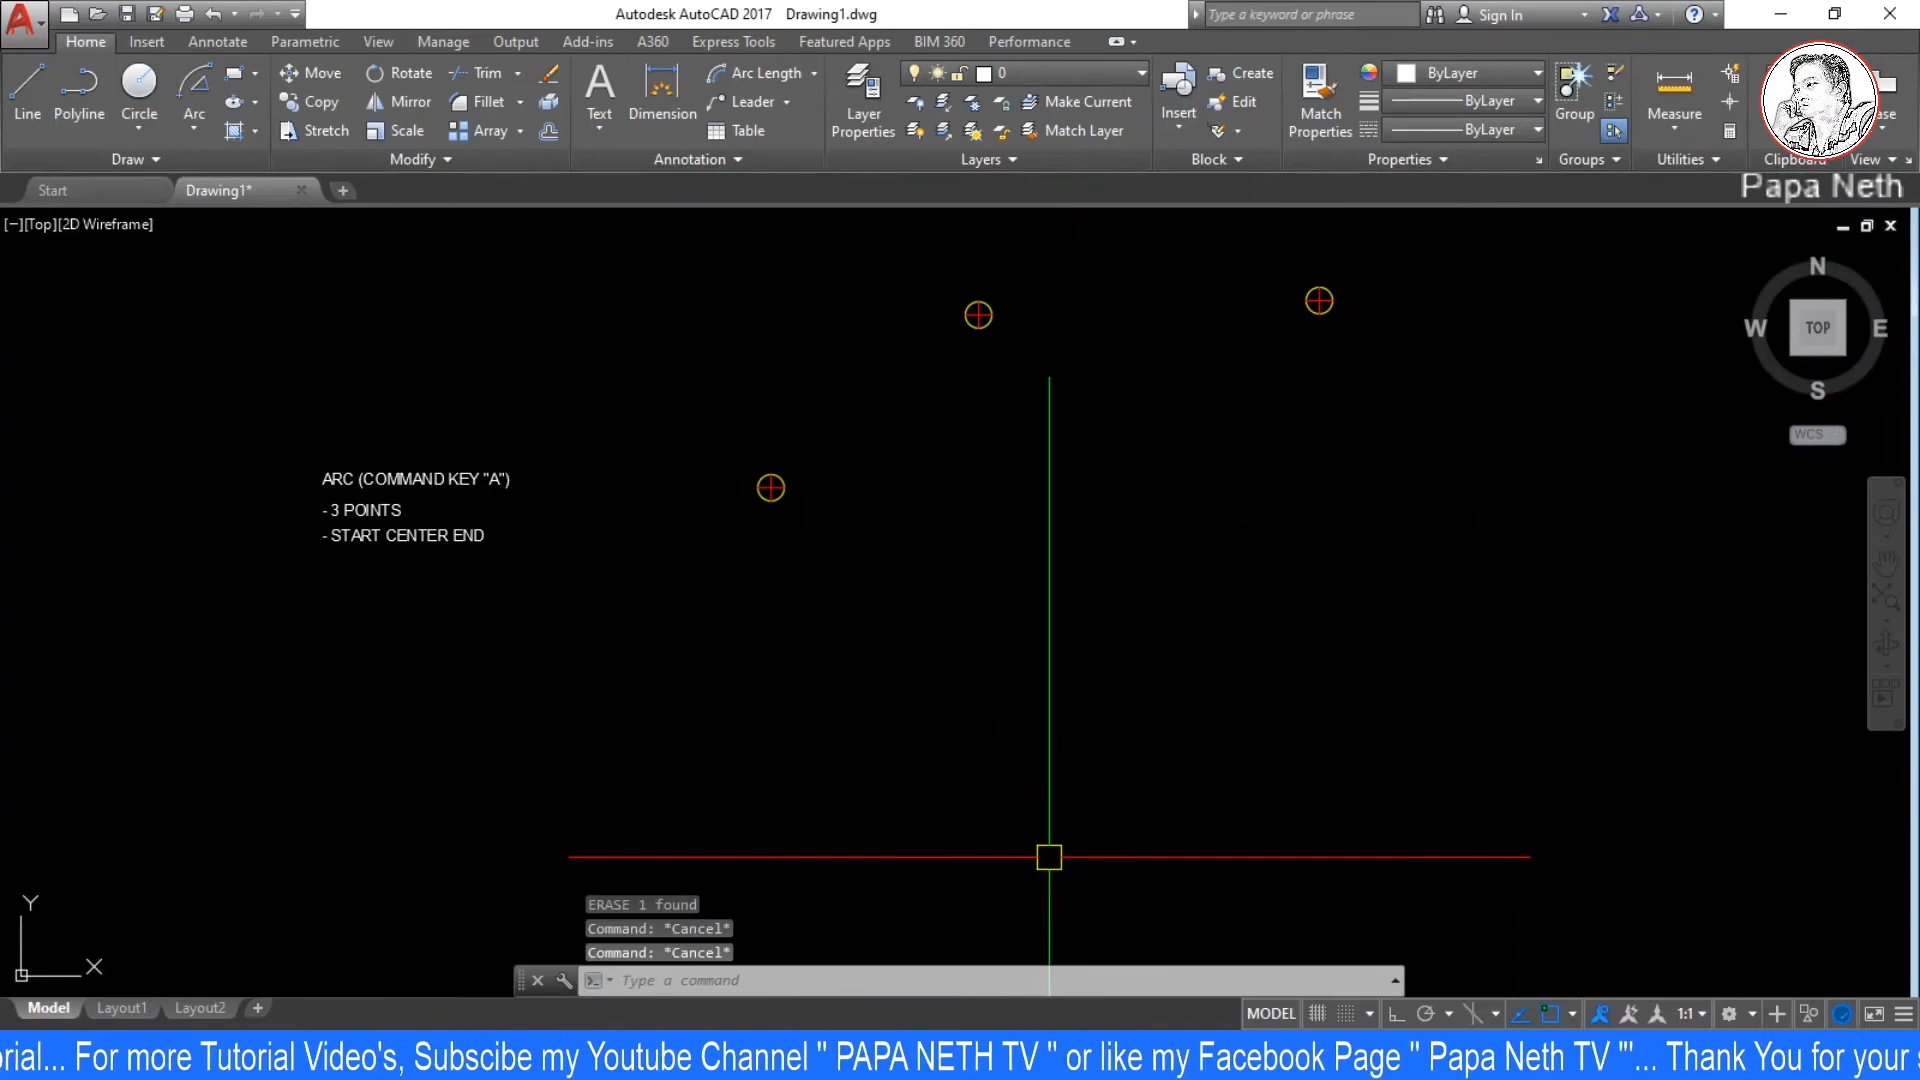 Autodesk AutoCAD 2017 Drawing1.dwg
Type a keyword or phrase
Sign In
Home Insert Annotate Parametric View Manage Output Add-ins A360 Express Tools Featured Apps BIM 360 Performance
Line Polyline Circle Arc
Draw
Move Rotate Trim
Copy Mirror Fillet
Stretch Scale Array
Modify
Text Dimension
Arc Length
Leader
Table
Annotation
Layer Properties
0
Make Current
Match Layer
Layers
Insert
Create
Edit
Block
Match Properties
ByLayer
ByLayer
ByLayer
Properties
Group
Groups
Measure
Utilities
Clipboard
View
Start
Drawing1*
Papa Neth
[−][Top][2D Wireframe]
N
W TOP E
S
WCS
ARC (COMMAND KEY "A")
- 3 POINTS
- START CENTER END
Y
X
ERASE 1 found
Command: *Cancel*
Command: *Cancel*
Type a command
Model Layout1 Layout2
MODEL
1:1
orial... For more Tutorial Video's, Subscibe my Youtube Channel " PAPA NETH TV " or like my Facebook Page " Papa Neth TV "'... Thank You for your s